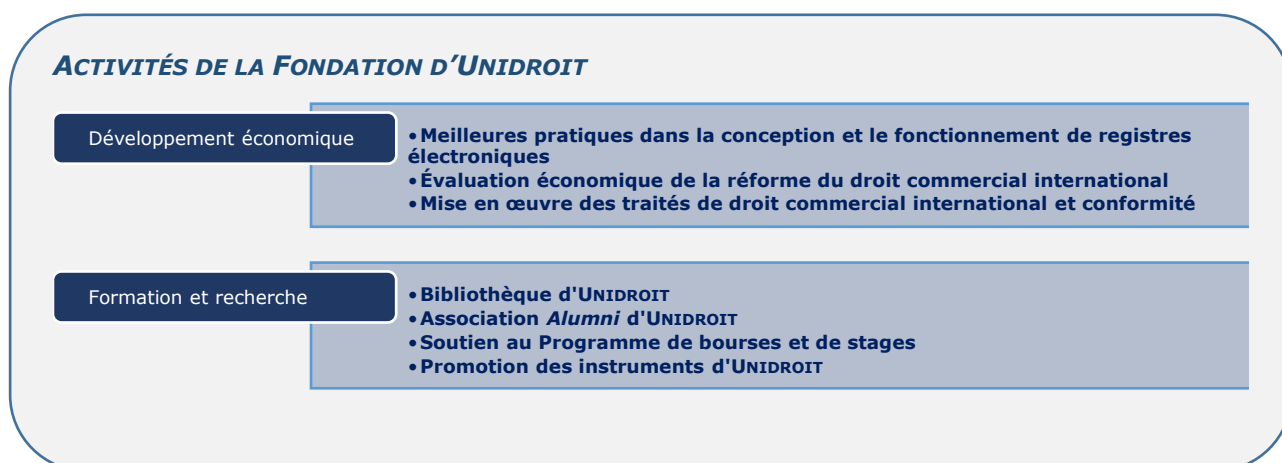 ACTIVITÉS DE LA FONDATION D’UNIDROIT
Développement économique
•Meilleures pratiques dans la conception et le fonctionnement de registres
électroniques
•Évaluation économique de la réforme du droit commercial international
•Mise en œuvre des traités de droit commercial international et conformité
Formation et recherche
•Bibliothèque d'UNIDROIT
•Association Alumni d'UNIDROIT
•Soutien au Programme de bourses et de stages
•Promotion des instruments d'UNIDROIT